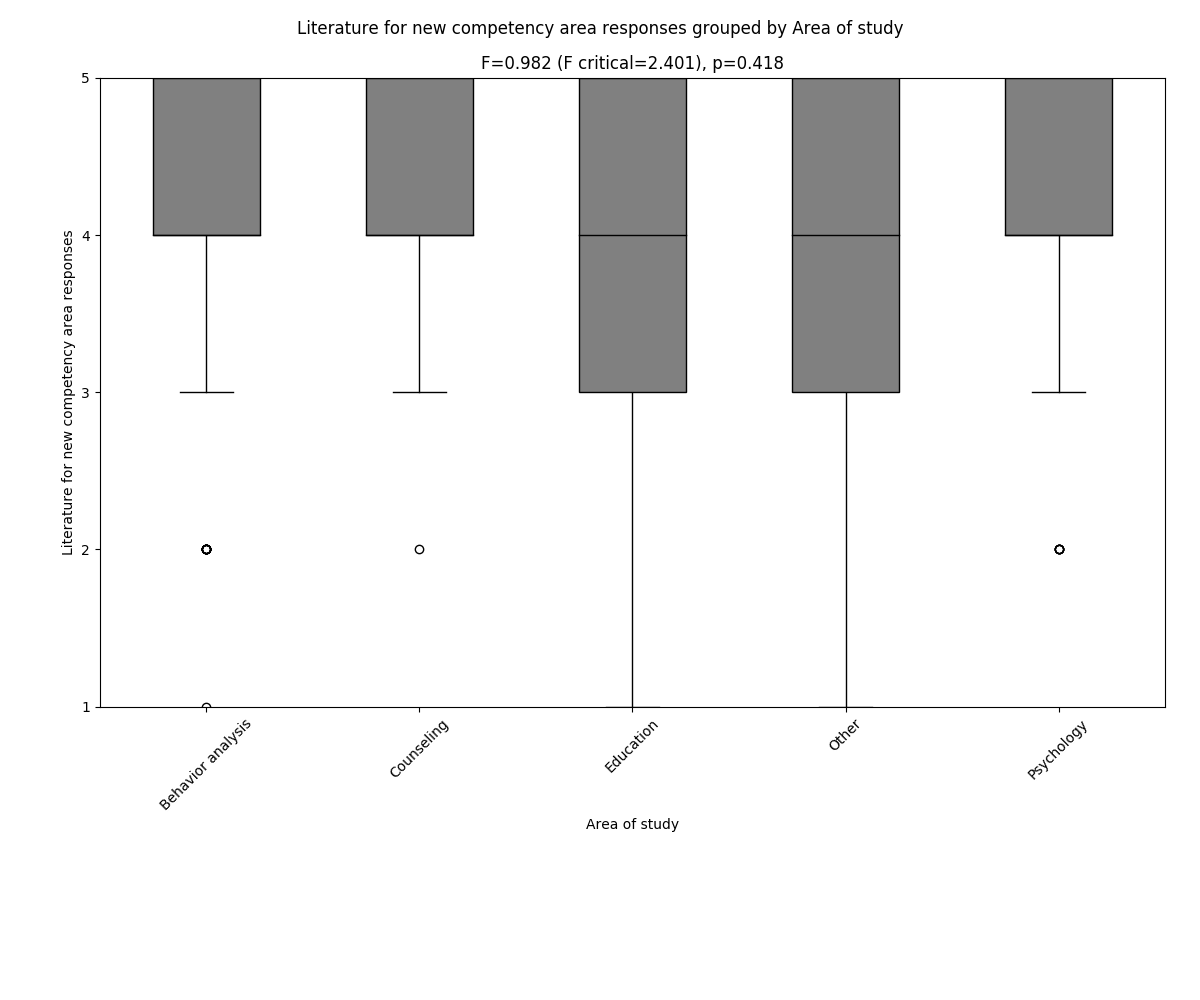 Literature for new competency area responses grouped by Area of study
F=0.982 (F critical=2.401), p=0.418
Literature for new competency area responses
5
4
3
2
1
Behavior analysis
Counseling
Education
Other
Psychology
Area of study